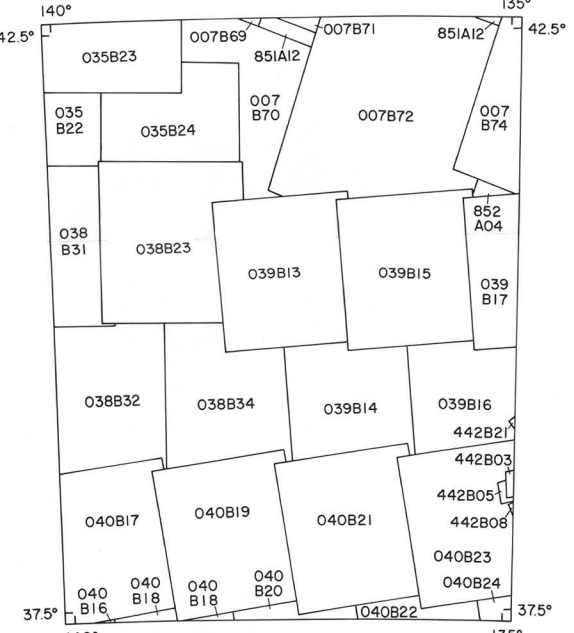 140°
135°
42.5°
42.5°
035B23
007B69
007B71
851A12
851A12
035
B22
035B24
007
B70
007B72
007
B74
852
A04
038
B31
038B23
039B13
039B15
039
B17
038B32
038B34
039B14
039B16
442B21
442B03
442B05
442B08
040B17
040B19
040B21
040B23
040B24
040
B16
040
B18
040
B18
040
B20
040B22
37.5°
37.5°